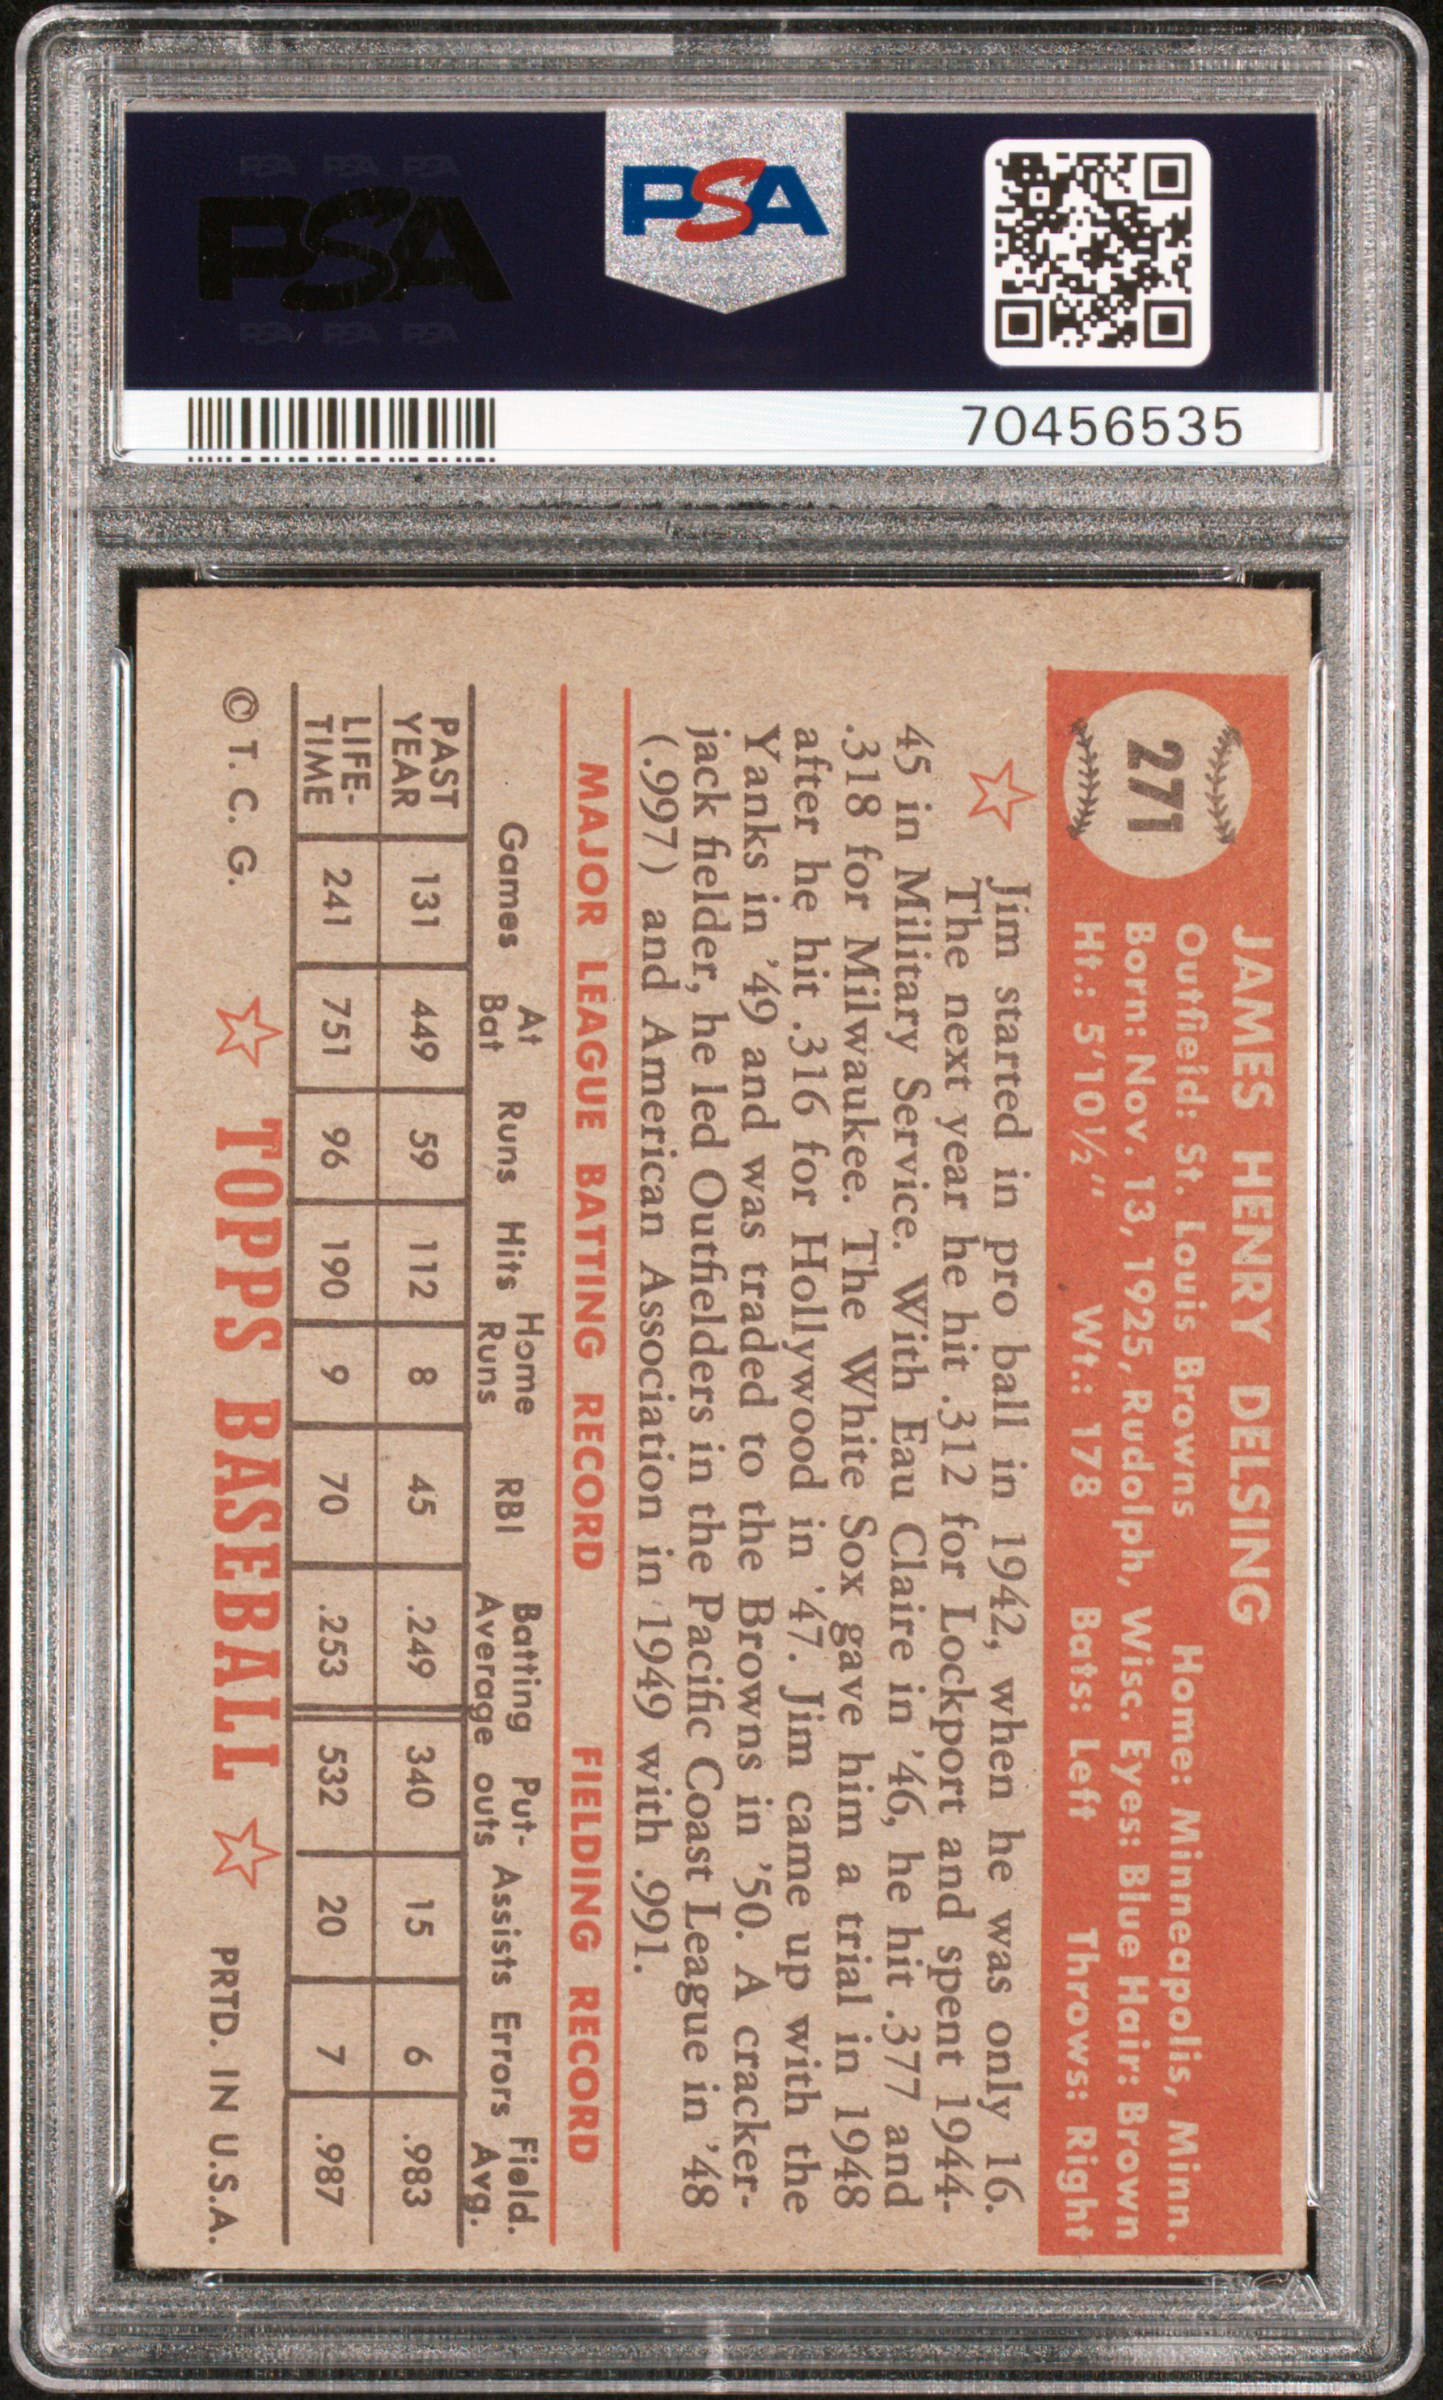 PSA PSA PSA
PSA
PSA PSA PSA
PSA
70456535
271
JAMES HENRY DELSING
Outfield: St. Louis Browns Home: Minneapolis, Minn.
Born: Nov. 13, 1925, Rudolph, Wisc. Eyes: Blue Hair: Brown
Ht.: 5'10½" Wt.: 178 Bats: Left Throws: Right
Jim started in pro ball in 1942, when he was only 16.
The next year he hit .312 for Lockport and spent 1944-
45 in Military Service. With Eau Claire in '46, he hit .377 and
.318 for Milwaukee. The White Sox gave him a trial in 1948
after he hit .316 for Hollywood in '47. Jim came up with the
Yanks in '49 and was traded to the Browns in '50. A cracker-
jack fielder, he led Outfielders in the Pacific Coast League in '48
(.997) and American Association in 1949 with .991.
MAJOR LEAGUE BATTING RECORD FIELDING RECORD
Games At Bat Runs Hits Home Runs RBI Batting Average Put-outs Assists Errors Field. Avg.
PAST YEAR 131 449 59 112 8 45 .249 340 15 6 .983
LIFE-TIME 241 751 96 190 9 70 .253 532 20 7 .987
© T. C. G. TOPPS BASEBALL PRTD. IN U.S.A.
PSA